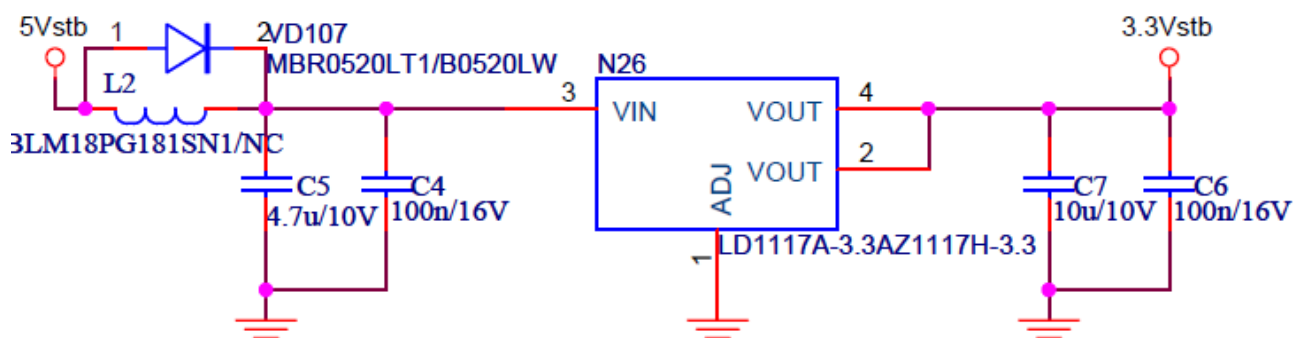 5Vstb
1
2
VD107
MBR0520LT1/B0520LW
L2
BLM18PG181SN1/NC
C5
4.7u/10V
C4
100n/16V
N26
3
VIN
VOUT
4
VOUT
2
ADJ
1
LD1117A-3.3AZ1117H-3.3
3.3Vstb
C7
10u/10V
C6
100n/16V